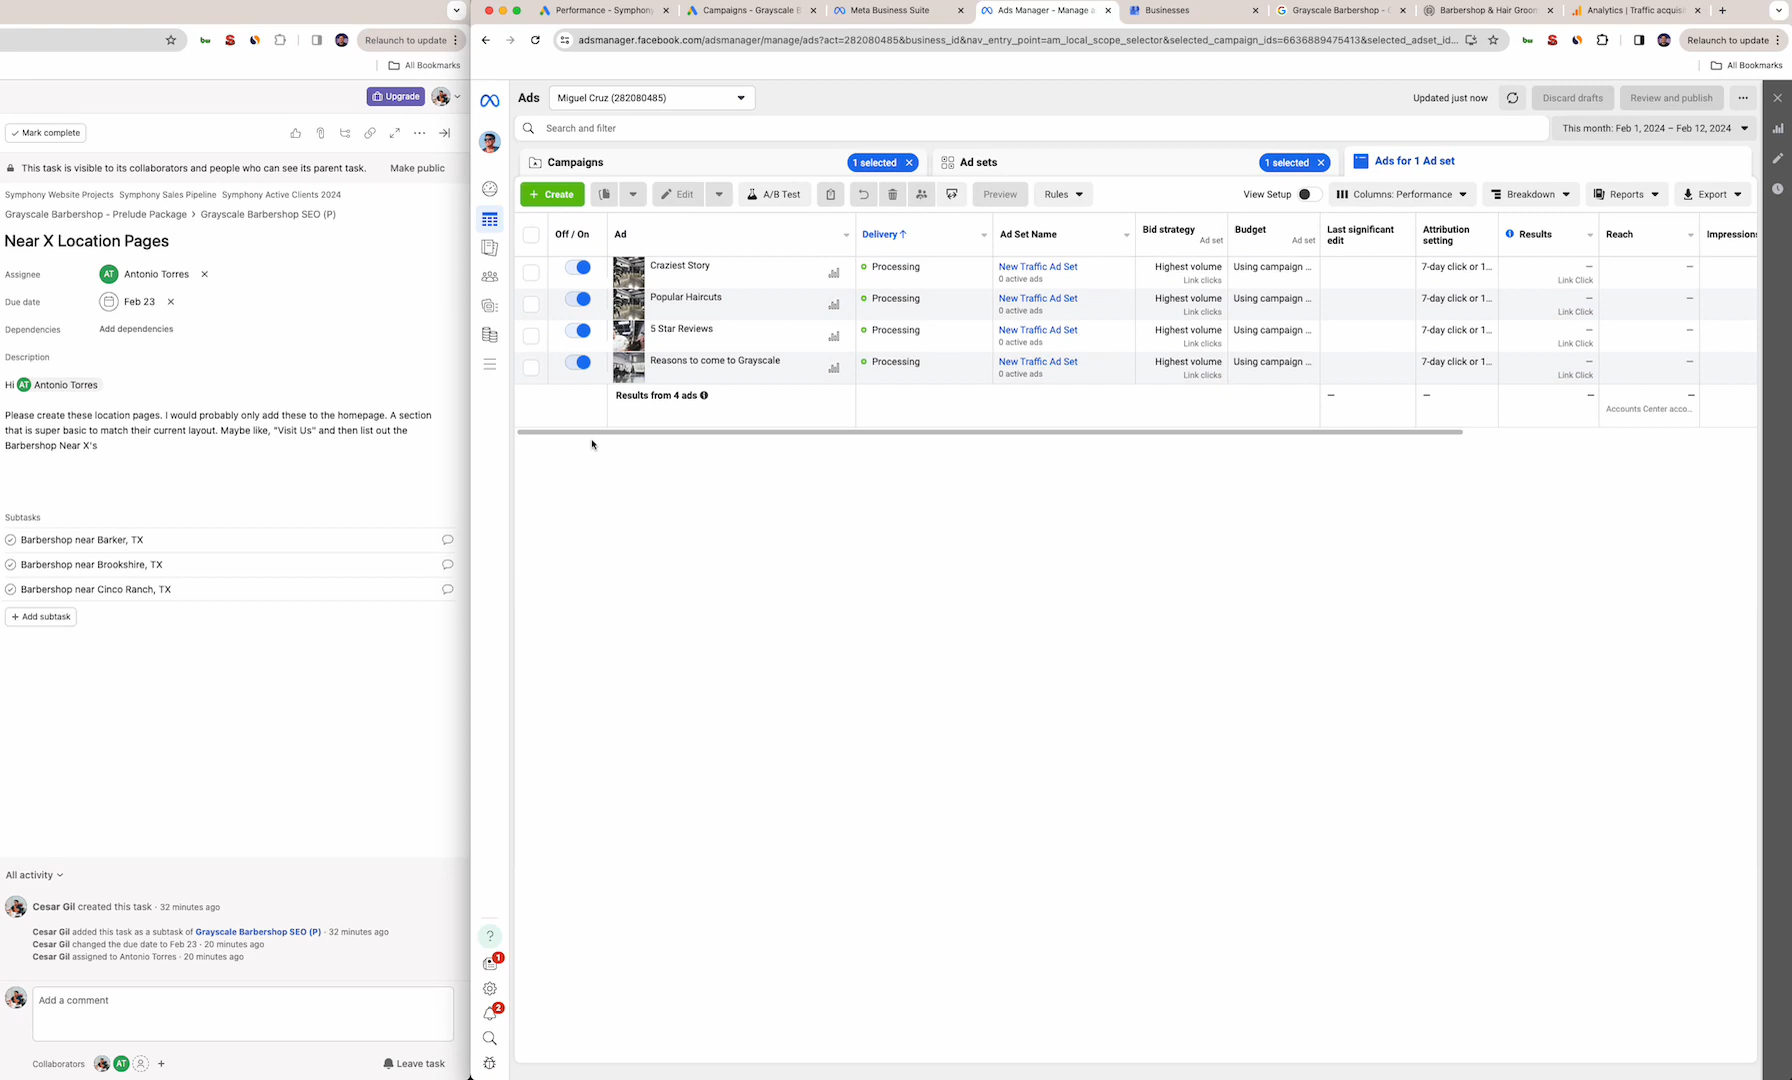 Performance - Symphony
Campaigns - Grayscale B
Meta Business Suite
Ads Manager - Manage a
Businesses
Grayscale Barbershop - G
Barbershop & Hair Groom
Analytics | Traffic acquisi
Relaunch to update
adsmanager.facebook.com/adsmanager/manage/ads?act=282080485&business_id&nav_entry_point=am_local_scope_selector&selected_campaign_ids=6636889475413&selected_adset_id...
Relaunch to update
All Bookmarks
All Bookmarks
Upgrade
Mark complete
This task is visible to its collaborators and people who can see its parent task.
Make public
Symphony Website Projects Symphony Sales Pipeline Symphony Active Clients 2024
Grayscale Barbershop - Prelude Package > Grayscale Barbershop SEO (P)
Near X Location Pages
Assignee
AT Antonio Torres
Due date
Feb 23
Dependencies
Add dependencies
Description
Hi AT Antonio Torres
Please create these location pages. I would probably only add these to the homepage. A section
that is super basic to match their current layout. Maybe like, "Visit Us" and then list out the
Barbershop Near X's
Subtasks
Barbershop near Barker, TX
Barbershop near Brookshire, TX
Barbershop near Cinco Ranch, TX
+ Add subtask
All activity
Cesar Gil created this task · 32 minutes ago
Cesar Gil added this task as a subtask of Grayscale Barbershop SEO (P) · 32 minutes ago
Cesar Gil changed the due date to Feb 23 · 20 minutes ago
Cesar Gil assigned to Antonio Torres · 20 minutes ago
Add a comment
Collaborators
AT
Leave task
Ads
Miguel Cruz (282080485)
Updated just now
Discard drafts
Review and publish
Search and filter
This month: Feb 1, 2024 – Feb 12, 2024
Campaigns
1 selected
Ad sets
1 selected
Ads for 1 Ad set
+ Create
Edit
A/B Test
Preview
Rules
View Setup
Columns: Performance
Breakdown
Reports
Export
Off / On
Ad
Delivery ↑
Ad Set Name
Bid strategy
Ad set
Budget
Ad set
Last significant edit
Attribution setting
Results
Reach
Impressions
Craziest Story
Processing
New Traffic Ad Set
0 active ads
Highest volume
Link clicks
Using campaign ...
7-day click or 1...
—
Link Click
—
Popular Haircuts
Processing
New Traffic Ad Set
0 active ads
Highest volume
Link clicks
Using campaign ...
7-day click or 1...
—
Link Click
—
5 Star Reviews
Processing
New Traffic Ad Set
0 active ads
Highest volume
Link clicks
Using campaign ...
7-day click or 1...
—
Link Click
—
Reasons to come to Grayscale
Processing
New Traffic Ad Set
0 active ads
Highest volume
Link clicks
Using campaign ...
7-day click or 1...
—
Link Click
—
Results from 4 ads
—
—
—
—
Accounts Center acco...
1
2